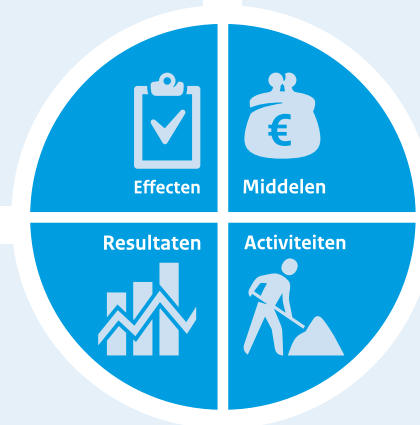 €
Effecten
Middelen
Resultaten
Activiteiten